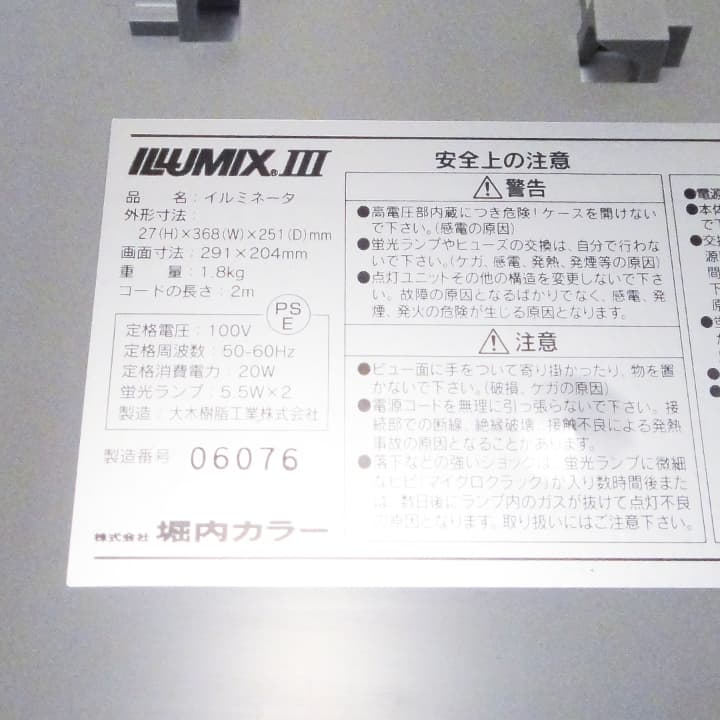 ILLUMIX® III
品 名:イルミネータ
外形寸法:
27(H)×368(W)×251(D)mm
画面寸法:291×204mm
重 量:1.8kg
コードの長さ:2m
PS
E
定格電圧:100V
定格周波数:50-60Hz
定格消費電力:20W
蛍光ランプ:5.5W×2
製造:大木樹脂工業株式会社
製造番号 06076
株式会社 堀内カラー
安全上の注意
警告
●高電圧部内蔵につき危険!ケースを開けない
で下さい。(感電の原因)
●蛍光ランプやヒューズの交換は、自分で行わな
いで下さい。(ケガ、感電、発熱、発煙等の原因)
●点灯ユニットその他の構造を変更しないで下さ
い。故障の原因となるばかりでなく、感電、発
煙、発火の危険が生じる原因となります。
注意
●ビュー面に手をついて寄り掛かったり、物を置
かないで下さい。(破損、ケガの原因)
●電源コードを無理に引っ張らないで下さい。接
続部での断線、絶縁破壊、接触不良による発熱
事故の原因となることがあります。
●落下などの強いショックは、蛍光ランプに微細
なヒビ「マイクロクラック」が入り数時間後また
は、数日後にランプ内のガスが抜けて点灯不良
の原因となります。取り扱いにはご注意下さい。
●電源
●本体
で下
●交
源
間
下
さ